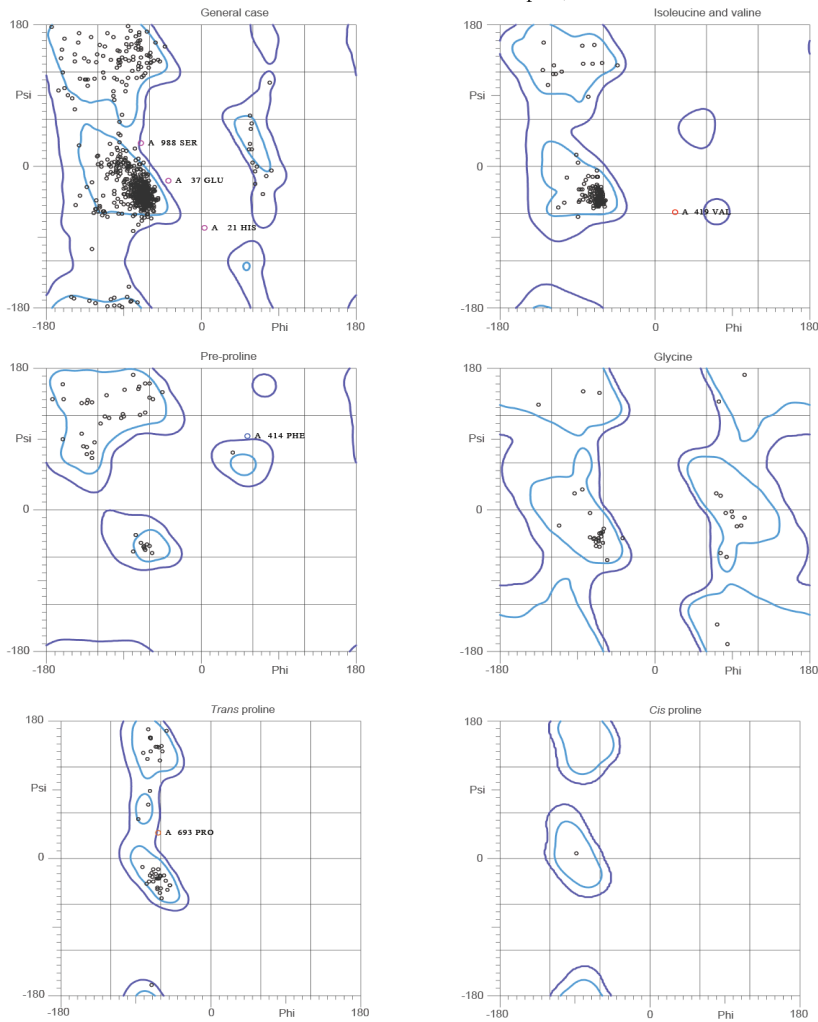 General case
180
Psi
A 988 SER
0
A 37 GLU
A 21 HIS
-180
-180
0
Phi
180
Isoleucine and valine
180
Psi
0
A 419 VAL
-180
-180
0
Phi
180
Pre-proline
180
A 414 PHE
Psi
0
-180
-180
0
Phi
180
Glycine
180
Psi
0
-180
-180
0
Phi
180
Trans proline
180
Psi
A 693 PRO
0
-180
-180
0
Phi
180
Cis proline
180
Psi
0
-180
-180
0
Phi
180